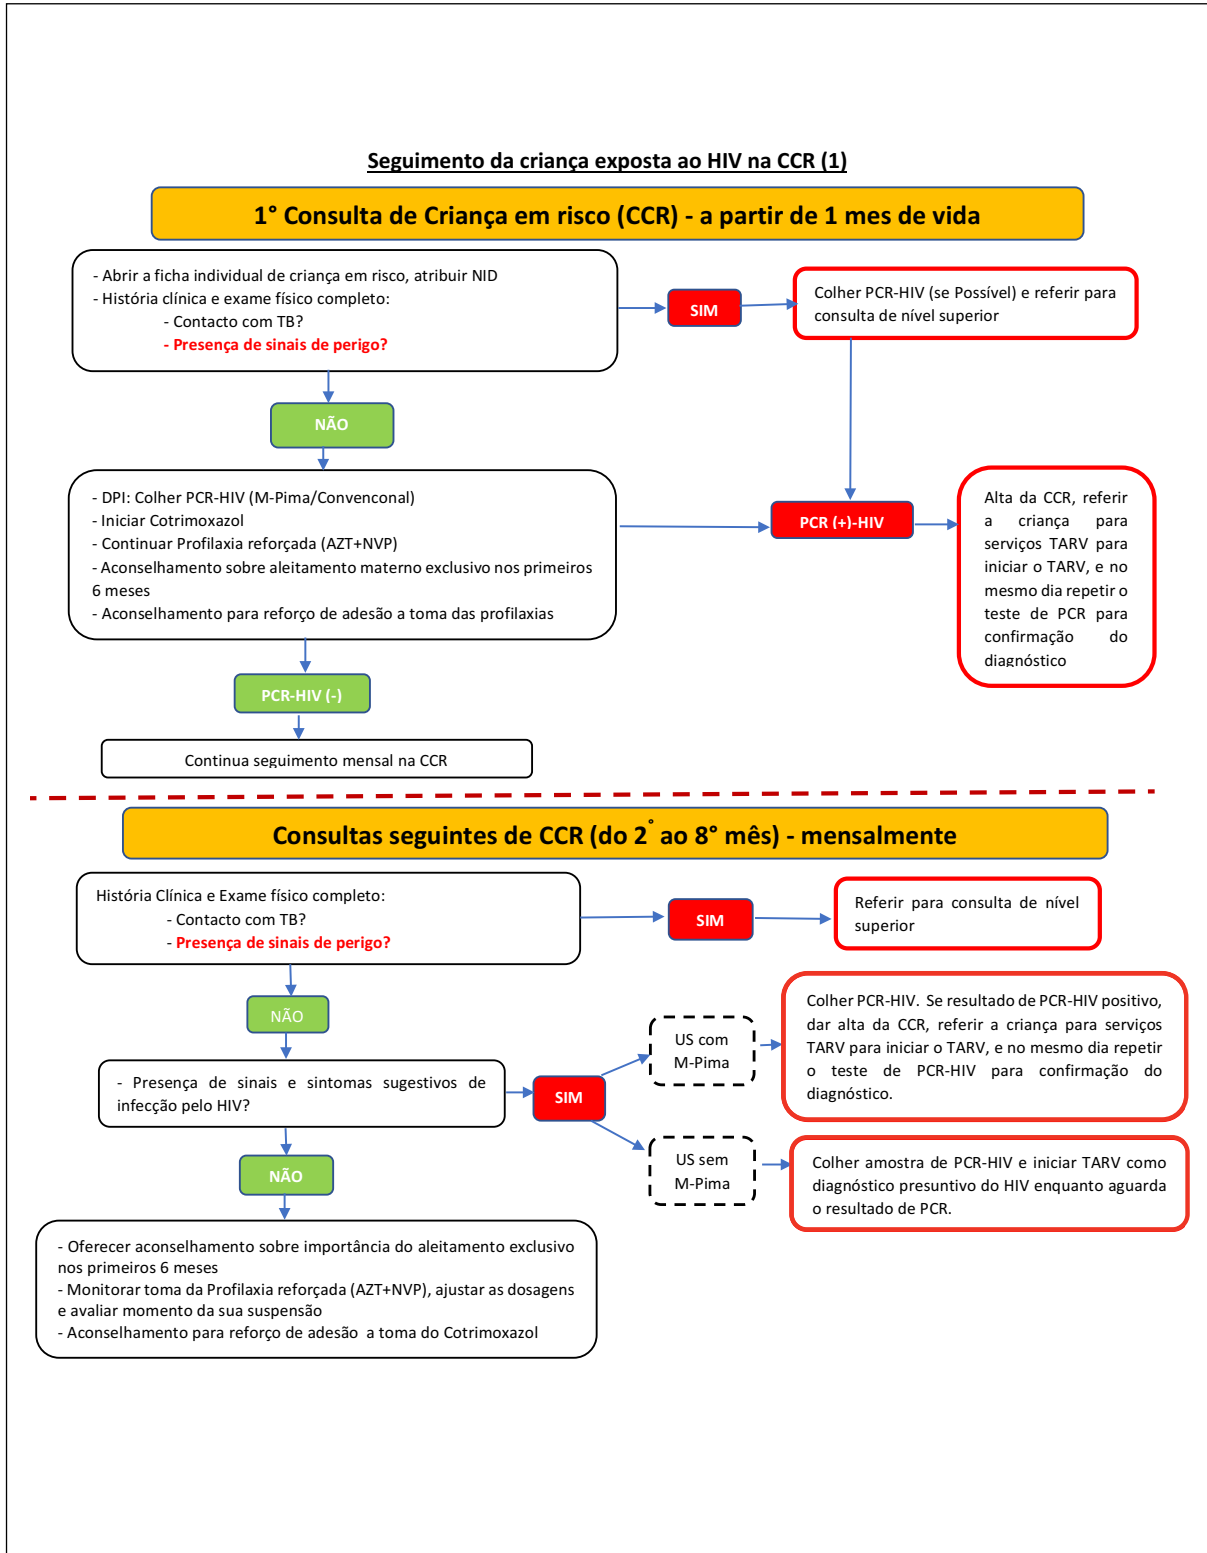 Seguimento da criança exposta ao HIV na CCR (1)
1° Consulta de Criança em risco (CCR) - a partir de 1 mes de vida
- Abrir a ficha individual de criança em risco, atribuir NID
- História clínica e exame físico completo:
- Contacto com TB?
- Presença de sinais de perigo?
SIM
Colher PCR-HIV (se Possível) e referir para
consulta de nível superior
NÃO
- DPI: Colher PCR-HIV (M-Pima/Convenconal)
- Iniciar Cotrimoxazol
- Continuar Profilaxia reforçada (AZT+NVP)
- Aconselhamento sobre aleitamento materno exclusivo nos primeiros
6 meses
- Aconselhamento para reforço de adesão a toma das profilaxias
PCR (+)-HIV
Alta da CCR, referir
a criança para
serviços TARV para
iniciar o TARV, e no
mesmo dia repetir o
teste de PCR para
confirmação do
diagnóstico
PCR-HIV (-)
Continua seguimento mensal na CCR
Consultas seguintes de CCR (do 2° ao 8° mês) - mensalmente
História Clínica e Exame físico completo:
- Contacto com TB?
- Presença de sinais de perigo?
SIM
Referir para consulta de nível
superior
NÃO
- Presença de sinais e sintomas sugestivos de
infecção pelo HIV?
SIM
US com
M-Pima
Colher PCR-HIV. Se resultado de PCR-HIV positivo,
dar alta da CCR, referir a criança para serviços
TARV para iniciar o TARV, e no mesmo dia repetir
o teste de PCR-HIV para confirmação do
diagnóstico.
US sem
M-Pima
Colher amostra de PCR-HIV e iniciar TARV como
diagnóstico presuntivo do HIV enquanto aguarda
o resultado de PCR.
NÃO
- Oferecer aconselhamento sobre importância do aleitamento exclusivo
nos primeiros 6 meses
- Monitorar toma da Profilaxia reforçada (AZT+NVP), ajustar as dosagens
e avaliar momento da sua suspensão
- Aconselhamento para reforço de adesão a toma do Cotrimoxazol